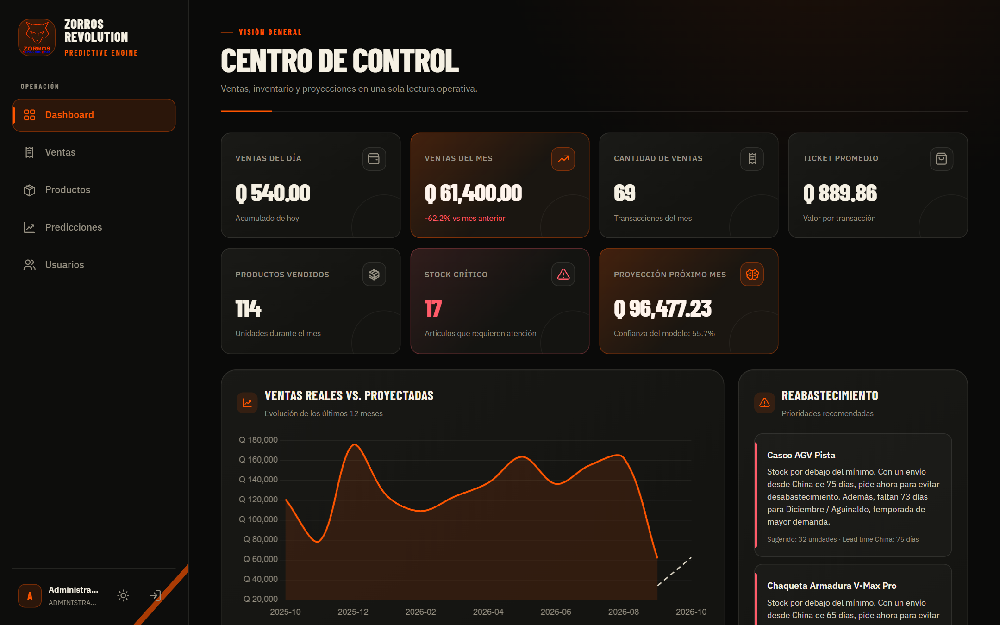 ZORROS
ZORROS
REVOLUTION
PREDICTIVE ENGINE
OPERACIÓN
Dashboard
Ventas
Productos
Predicciones
Usuarios
A
Administra...
ADMINISTRA...
VISIÓN GENERAL
CENTRO DE CONTROL
Ventas, inventario y proyecciones en una sola lectura operativa.
VENTAS DEL DÍA
Q 540.00
Acumulado de hoy
VENTAS DEL MES
Q 61,400.00
-62.2% vs mes anterior
CANTIDAD DE VENTAS
69
Transacciones del mes
TICKET PROMEDIO
Q 889.86
Valor por transacción
PRODUCTOS VENDIDOS
114
Unidades durante el mes
STOCK CRÍTICO
17
Artículos que requieren atención
PROYECCIÓN PRÓXIMO MES
Q 96,477.23
Confianza del modelo: 55.7%
VENTAS REALES VS. PROYECTADAS
Evolución de los últimos 12 meses
Q 180,000
Q 160,000
Q 140,000
Q 120,000
Q 100,000
Q 80,000
Q 60,000
Q 40,000
Q 20,000
2025-10 2025-12 2026-02 2026-04 2026-06 2026-08 2026-10
REABASTECIMIENTO
Prioridades recomendadas
Casco AGV Pista
Stock por debajo del mínimo. Con un envío
desde China de 75 días, pide ahora para evitar
desabastecimiento. Además, faltan 73 días
para Diciembre / Aguinaldo, temporada de
mayor demanda.
Sugerido: 32 unidades · Lead time China: 75 días
Chaqueta Armadura V-Max Pro
Stock por debajo del mínimo. Con un envío
desde China de 65 días, pide ahora para evitar